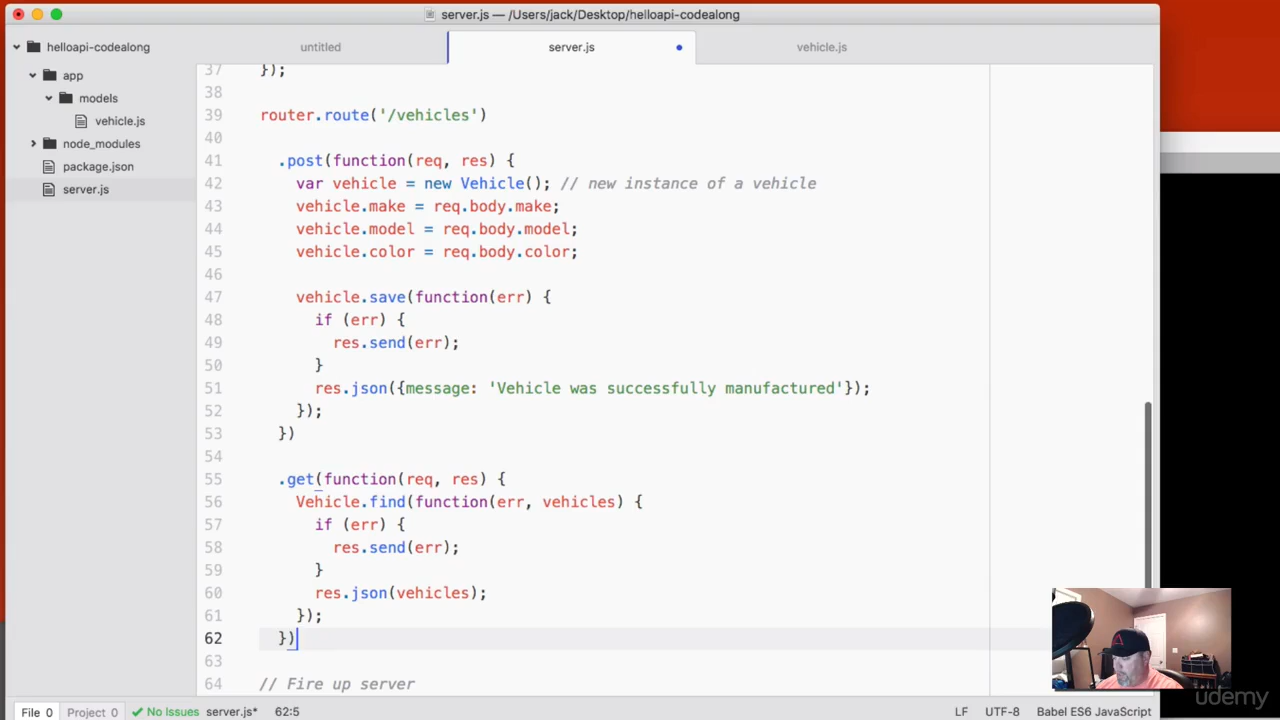 server.js — /Users/jack/Desktop/helloapi-codealong
helloapi-codealong
app
models
vehicle.js
node_modules
package.json
server.js
untitled
server.js
vehicle.js
37 });
38
39 router.route('/vehicles')
40
41 .post(function(req, res) {
42 var vehicle = new Vehicle(); // new instance of a vehicle
43 vehicle.make = req.body.make;
44 vehicle.model = req.body.model;
45 vehicle.color = req.body.color;
46
47 vehicle.save(function(err) {
48 if (err) {
49 res.send(err);
50 }
51 res.json({message: 'Vehicle was successfully manufactured'});
52 });
53 })
54
55 .get(function(req, res) {
56 Vehicle.find(function(err, vehicles) {
57 if (err) {
58 res.send(err);
59 }
60 res.json(vehicles);
61 });
62 })
63
64 // Fire up server
File 0 Project 0 No Issues server.js* 62:5 LF UTF-8 Babel ES6 JavaScript
udemy